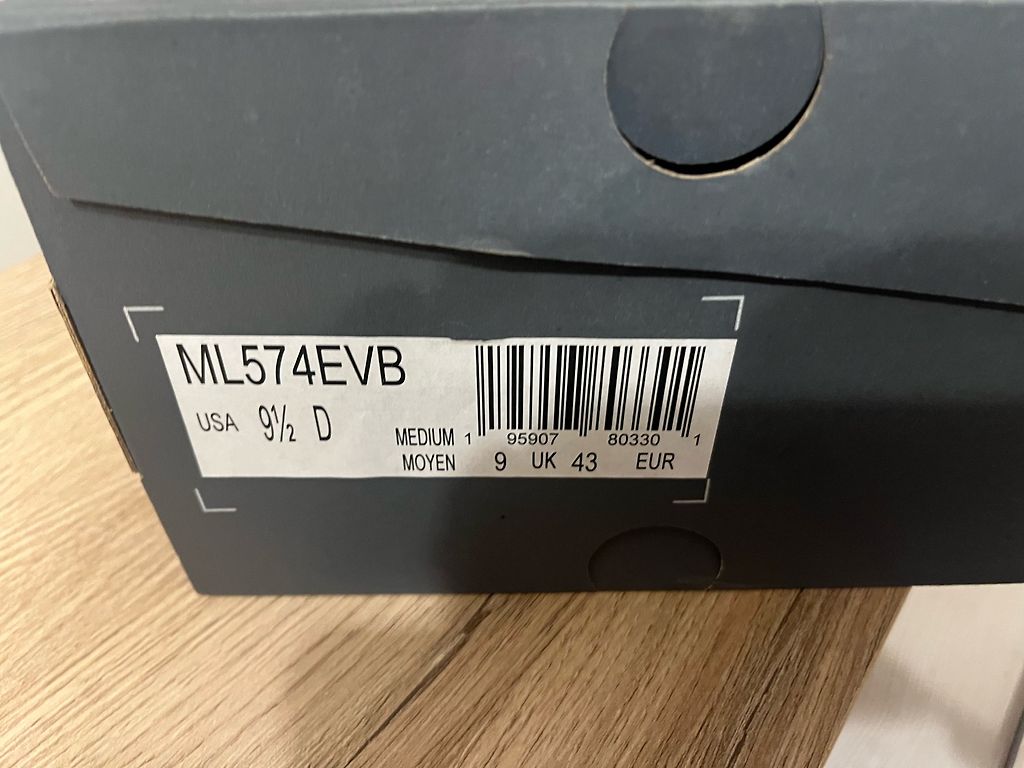 ML574EVB
USA 9½ D
MEDIUM 1 95907 80330 1
MOYEN 9 UK 43 EUR